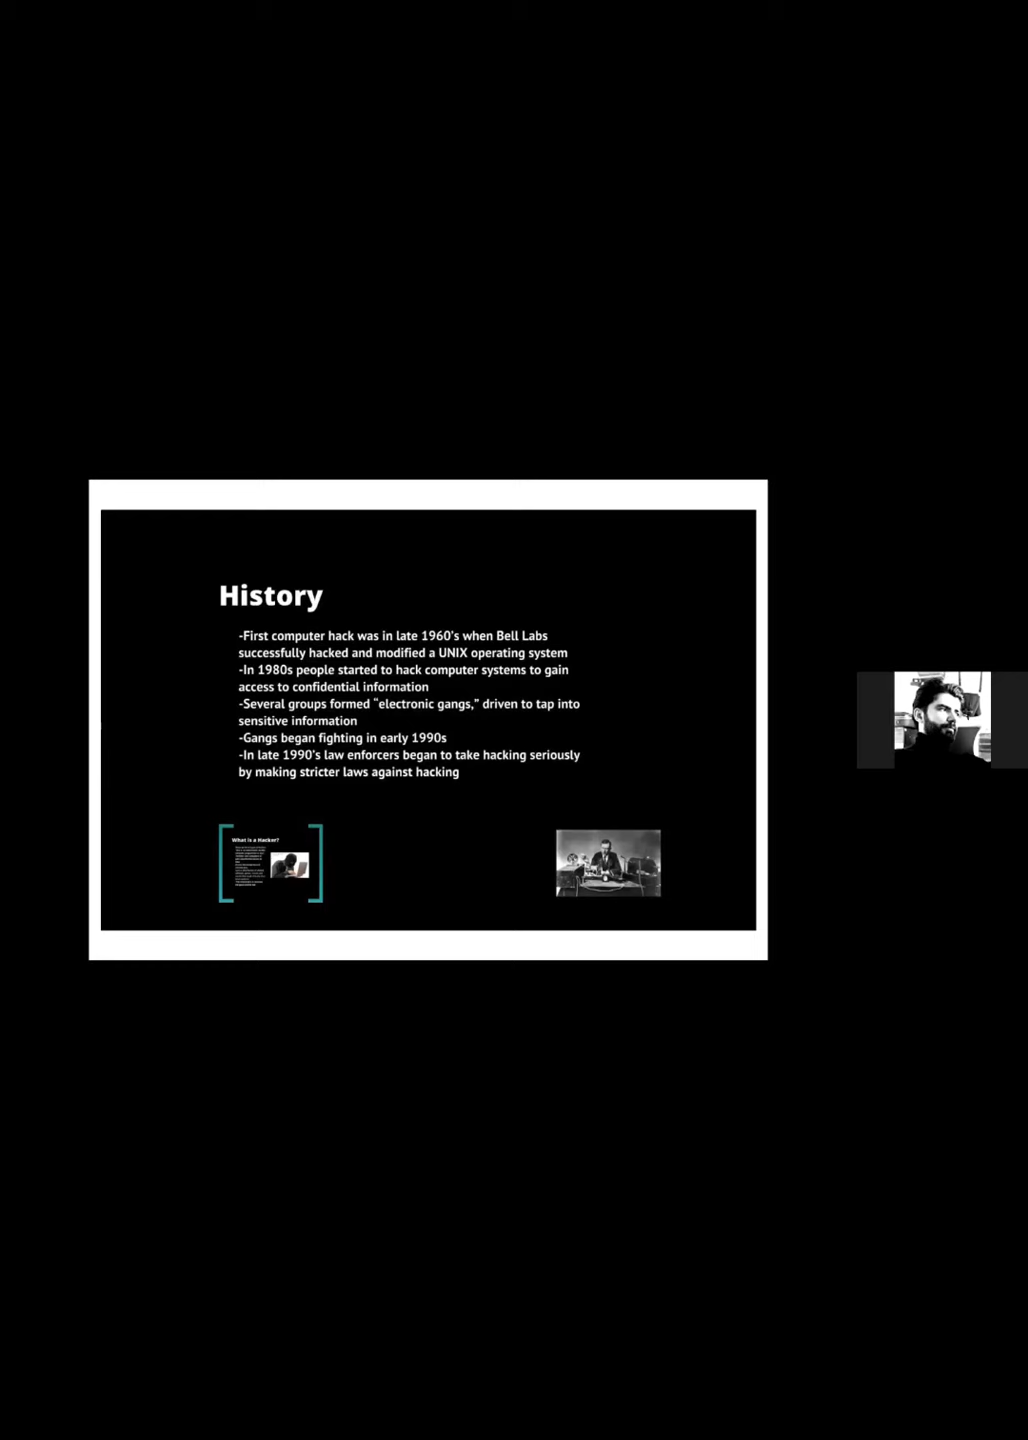 History
-First computer hack was in late 1960's when Bell Labs
successfully hacked and modified a UNIX operating system
-In 1980s people started to hack computer systems to gain
access to confidential information
-Several groups formed “electronic gangs,” driven to tap into
sensitive information
-Gangs began fighting in early 1990s
-In late 1990's law enforcers began to take hacking seriously
by making stricter laws against hacking
What is a Hacker?